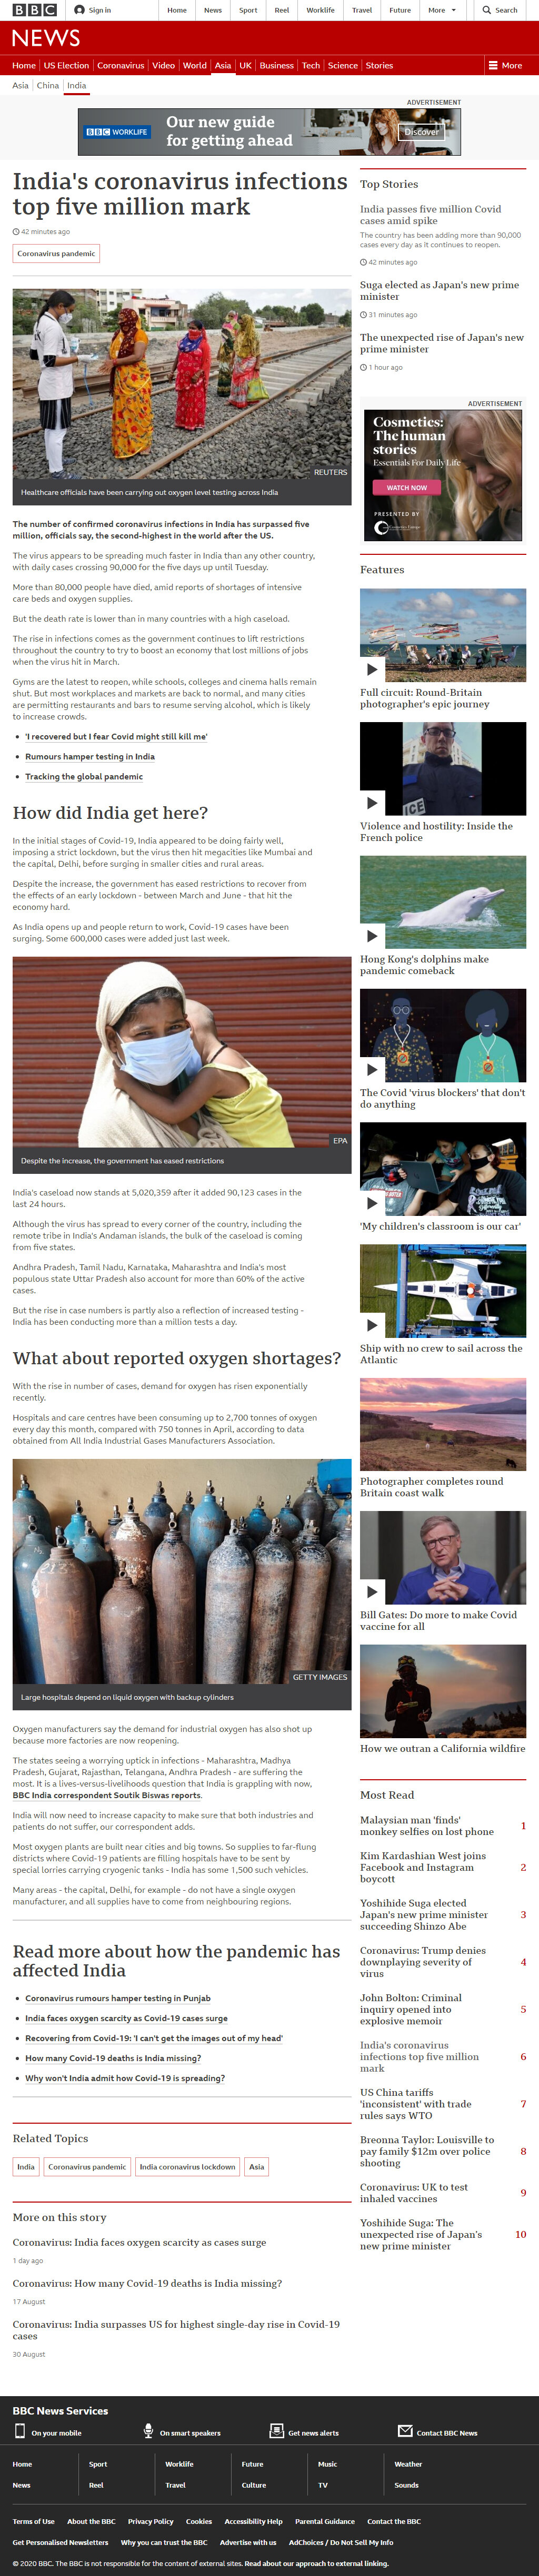 BBC
Sign in
Home
News
Sport
Reel
Worklife
Travel
Future
More
Search
NEWS
Home
US Election
Coronavirus
Video
World
Asia
UK
Business
Tech
Science
Stories
More
Asia
China
India
ADVERTISEMENT
BBC WORKLIFE
Our new guide
for getting ahead
Discover
India's coronavirus infections
top five million mark
42 minutes ago
Coronavirus pandemic
REUTERS
Healthcare officials have been carrying out oxygen level testing across India
The number of confirmed coronavirus infections in India has surpassed five
million, officials say, the second-highest in the world after the US.
The virus appears to be spreading much faster in India than any other country,
with daily cases crossing 90,000 for the five days up until Tuesday.
More than 80,000 people have died, amid reports of shortages of intensive
care beds and oxygen supplies.
But the death rate is lower than in many countries with a high caseload.
The rise in infections comes as the government continues to lift restrictions
throughout the country to try to boost an economy that lost millions of jobs
when the virus hit in March.
Gyms are the latest to reopen, while schools, colleges and cinema halls remain
shut. But most workplaces and markets are back to normal, and many cities
are permitting restaurants and bars to resume serving alcohol, which is likely
to increase crowds.
'I recovered but I fear Covid might still kill me'
Rumours hamper testing in India
Tracking the global pandemic
How did India get here?
In the initial stages of Covid-19, India appeared to be doing fairly well,
imposing a strict lockdown, but the virus then hit megacities like Mumbai and
the capital, Delhi, before surging in smaller cities and rural areas.
Despite the increase, the government has eased restrictions to recover from
the effects of an early lockdown - between March and June - that hit the
economy hard.
As India opens up and people return to work, Covid-19 cases have been
surging. Some 600,000 cases were added just last week.
EPA
Despite the increase, the government has eased restrictions
India's caseload now stands at 5,020,359 after it added 90,123 cases in the
last 24 hours.
Although the virus has spread to every corner of the country, including the
remote tribe in India's Andaman islands, the bulk of the caseload is coming
from five states.
Andhra Pradesh, Tamil Nadu, Karnataka, Maharashtra and India's most
populous state Uttar Pradesh also account for more than 60% of the active
cases.
But the rise in case numbers is partly also a reflection of increased testing -
India has been conducting more than a million tests a day.
What about reported oxygen shortages?
With the rise in number of cases, demand for oxygen has risen exponentially
recently.
Hospitals and care centres have been consuming up to 2,700 tonnes of oxygen
every day this month, compared with 750 tonnes in April, according to data
obtained from All India Industrial Gases Manufacturers Association.
GETTY IMAGES
Large hospitals depend on liquid oxygen with backup cylinders
Oxygen manufacturers say the demand for industrial oxygen has also shot up
because more factories are now reopening.
The states seeing a worrying uptick in infections - Maharashtra, Madhya
Pradesh, Gujarat, Rajasthan, Telangana, Andhra Pradesh - are suffering the
most. It is a lives-versus-livelihoods question that India is grappling with now,
BBC India correspondent Soutik Biswas reports.
India will now need to increase capacity to make sure that both industries and
patients do not suffer, our correspondent adds.
Most oxygen plants are built near cities and big towns. So supplies to far-flung
districts where Covid-19 patients are filling hospitals have to be sent by
special lorries carrying cryogenic tanks - India has some 1,500 such vehicles.
Many areas - the capital, Delhi, for example - do not have a single oxygen
manufacturer, and all supplies have to come from neighbouring regions.
Read more about how the pandemic has
affected India
Coronavirus rumours hamper testing in Punjab
India faces oxygen scarcity as Covid-19 cases surge
Recovering from Covid-19: 'I can't get the images out of my head'
How many Covid-19 deaths is India missing?
Why won't India admit how Covid-19 is spreading?
Related Topics
India
Coronavirus pandemic
India coronavirus lockdown
Asia
More on this story
Coronavirus: India faces oxygen scarcity as cases surge
1 day ago
Coronavirus: How many Covid-19 deaths is India missing?
17 August
Coronavirus: India surpasses US for highest single-day rise in Covid-19
cases
30 August
Top Stories
India passes five million Covid
cases amid spike
The country has been adding more than 90,000
cases every day as it continues to reopen.
42 minutes ago
Suga elected as Japan's new prime
minister
31 minutes ago
The unexpected rise of Japan's new
prime minister
1 hour ago
ADVERTISEMENT
Cosmetics:
The human
stories
Essentials For Daily Life
WATCH NOW
PRESENTED BY
Features
Full circuit: Round-Britain
photographer's epic journey
Violence and hostility: Inside the
French police
Hong Kong's dolphins make
pandemic comeback
The Covid 'virus blockers' that don't
do anything
'My children's classroom is our car'
Ship with no crew to sail across the
Atlantic
Photographer completes round
Britain coast walk
Bill Gates: Do more to make Covid
vaccine for all
How we outran a California wildfire
Most Read
Malaysian man 'finds'
monkey selfies on lost phone
1
Kim Kardashian West joins
Facebook and Instagram
boycott
2
Yoshihide Suga elected
Japan's new prime minister
succeeding Shinzo Abe
3
Coronavirus: Trump denies
downplaying severity of
virus
4
John Bolton: Criminal
inquiry opened into
explosive memoir
5
India's coronavirus
infections top five million
mark
6
US China tariffs
'inconsistent' with trade
rules says WTO
7
Breonna Taylor: Louisville to
pay family $12m over police
shooting
8
Coronavirus: UK to test
inhaled vaccines
9
Yoshihide Suga: The
unexpected rise of Japan's
new prime minister
10
BBC News Services
On your mobile
On smart speakers
Get news alerts
Contact BBC News
Home
Sport
Worklife
Future
Music
Weather
News
Reel
Travel
Culture
TV
Sounds
Terms of Use
About the BBC
Privacy Policy
Cookies
Accessibility Help
Parental Guidance
Contact the BBC
Get Personalised Newsletters
Why you can trust the BBC
Advertise with us
AdChoices / Do Not Sell My Info
© 2020 BBC. The BBC is not responsible for the content of external sites. Read about our approach to external linking.